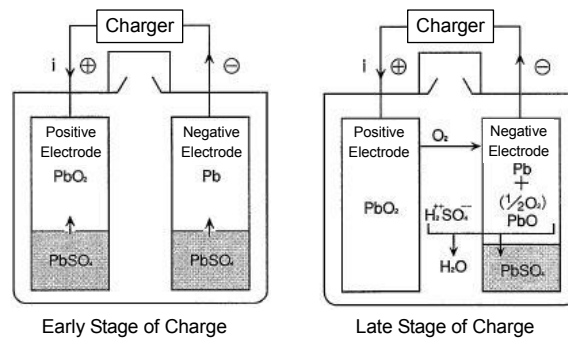 Charger
i ⊕ ⊖
Positive
Electrode
PbO₂
PbSO₄
Negative
Electrode
Pb
PbSO₄
Early Stage of Charge
Charger
i ⊕ ⊖
Positive
Electrode
PbO₂
O₂
Negative
Electrode
Pb
+
(1/2O₂)
PbO
H₂⁺⁺SO₄⁻⁻
H₂O
PbSO₄
Late Stage of Charge